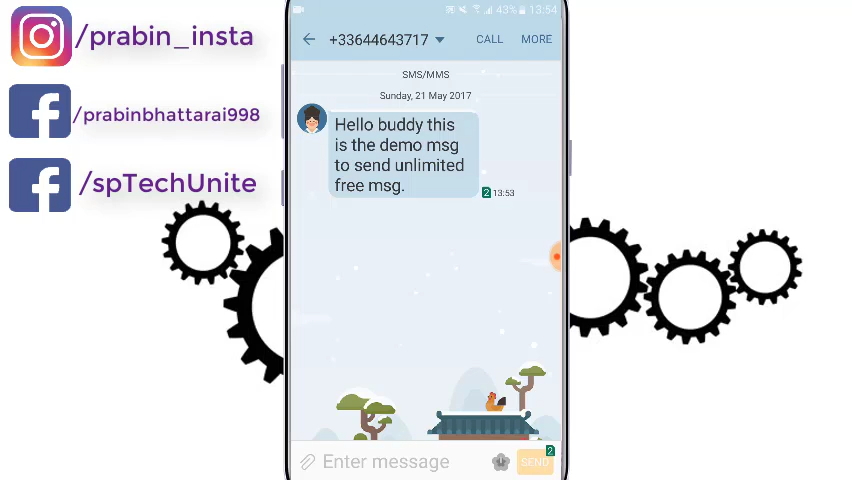 /prabin_insta
/prabinbhattarai998
/spTechUnite
43% 13:54
+33644643717 CALL MORE
SMS/MMS
Sunday, 21 May 2017
Hello buddy this
is the demo msg
to send unlimited
free msg.
2 13:53
2
Enter message SEND